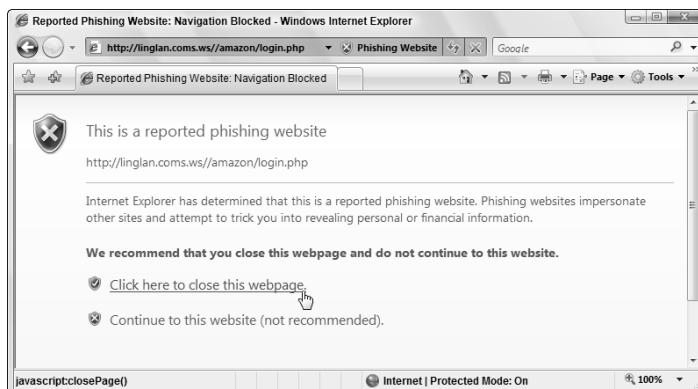 Reported Phishing Website: Navigation Blocked - Windows Internet Explorer
http://linglan.coms.ws//amazon/login.php Phishing Website Google
Reported Phishing Website: Navigation Blocked Page Tools »
This is a reported phishing website
http://linglan.coms.ws//amazon/login.php
Internet Explorer has determined that this is a reported phishing website. Phishing websites impersonate
other sites and attempt to trick you into revealing personal or financial information.
We recommend that you close this webpage and do not continue to this website.
Click here to close this webpage.
Continue to this website (not recommended).
javascript:closePage() Internet | Protected Mode: On 100%